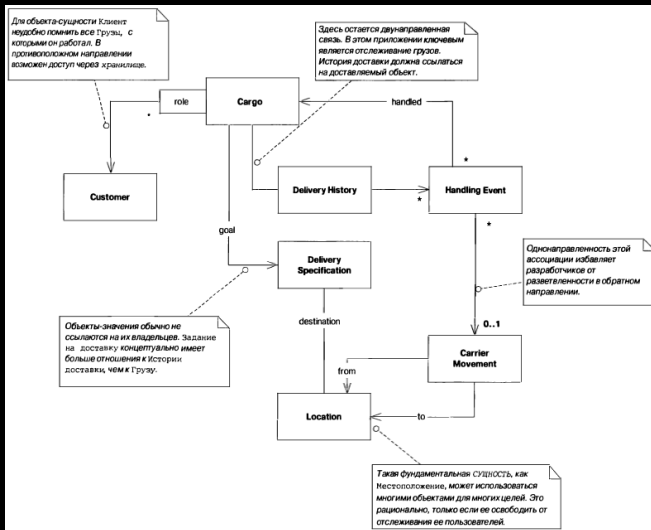 Для объекта-сущности Клиент
неудобно помнить все Грузы, с
которыми он работал. В
противоположном направлении
возможен доступ через хранилище.
Здесь остается двунаправленная
связь. В этом приложении ключевым
является отслеживание грузов.
История доставки должна ссылаться
на доставляемый объект.
role
Cargo
handled
*
Customer
Delivery History
*
*
Handling Event
*
goal
Delivery
Specification
Однонаправленность этой
ассоциации избавляет
разработчиков от
разветвленности в обратном
направлении.
destination
Объекты-значения обычно не
ссылаются на их владельцев. Задание
на доставку концептуально имеет
больше отношения к Истории
доставки, чем к Грузу.
0..1
Carrier
Movement
from
to
Location
Такая фундаментальная СУЩНОСТЬ, как
Местоположение, может использоваться
многими объектами для многих целей. Это
рационально, только если ее освободить от
отслеживания ее пользователей.